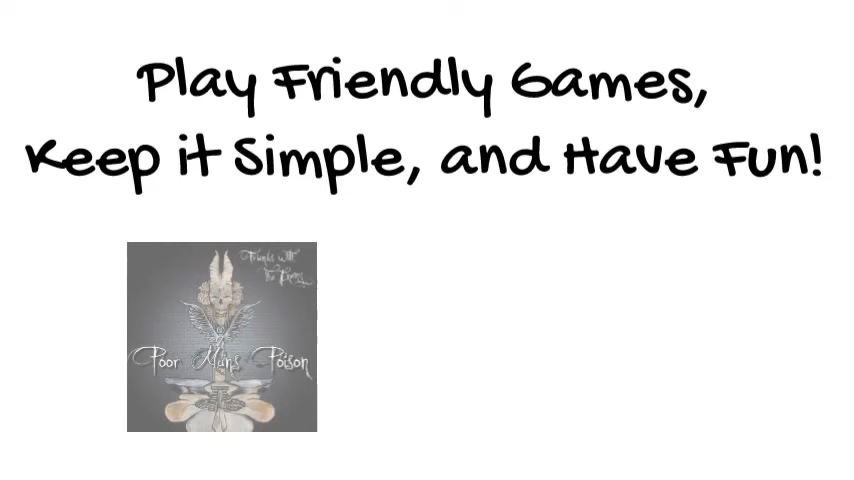 Play Friendly Games,
Keep it Simple, and Have Fun!
Friends with
The Enemy
Poor Mans Poison